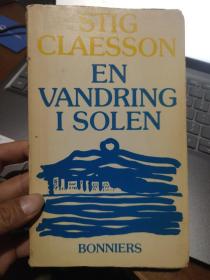 STIG
CLAESSON
EN
VANDRING
I SOLEN
BONNIERS